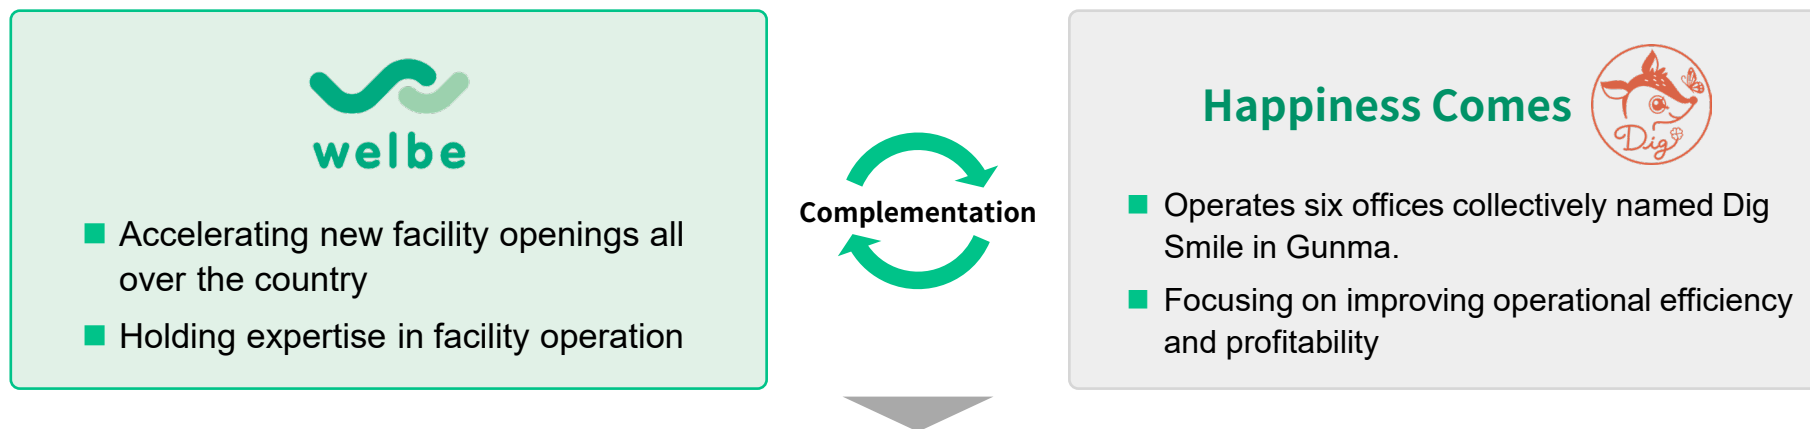 welbe
Accelerating new facility openings all
over the country
Holding expertise in facility operation
Complementation
Happiness Comes
Dig
Operates six offices collectively named Dig
Smile in Gunma.
Focusing on improving operational efficiency
and profitability